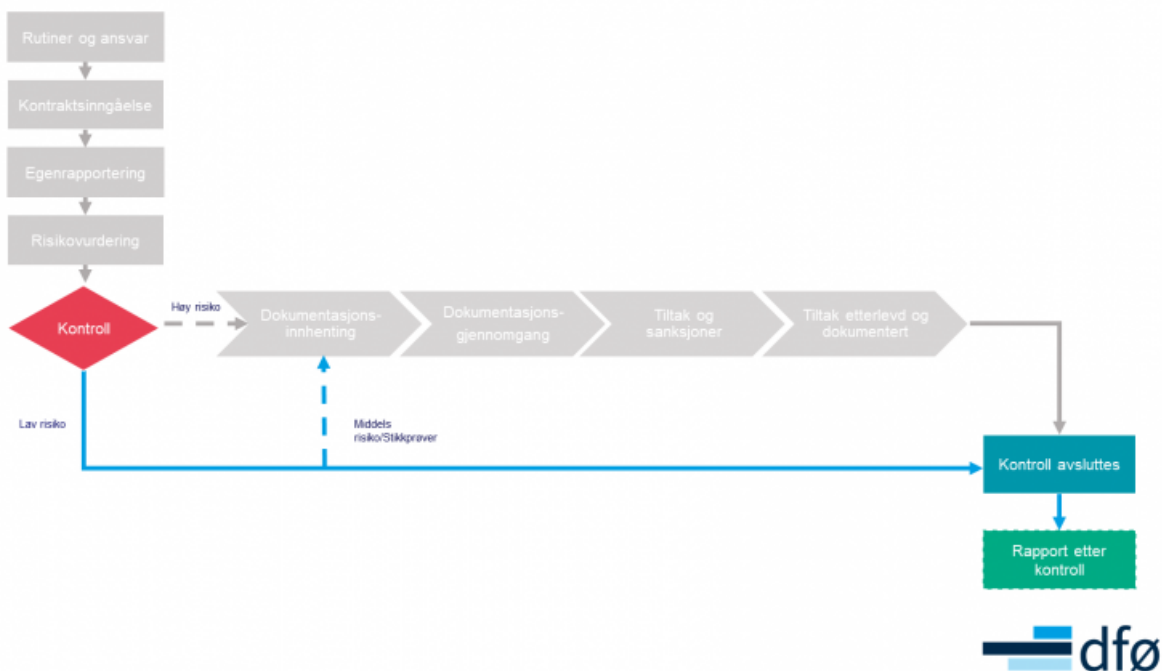 Rutiner og ansvar
Kontraktsinngåelse
Egenrapportering
Risikovurdering
Kontroll
Høy risiko
Dokumentasjons-
innhenting
Dokumentasjons-
gjennomgang
Tiltak og
sanksjoner
Tiltak etterlevd og
dokumentert
Lav risiko
Middels
risiko/Stikkprøver
Kontroll avsluttes
Rapport etter
kontroll
dfø